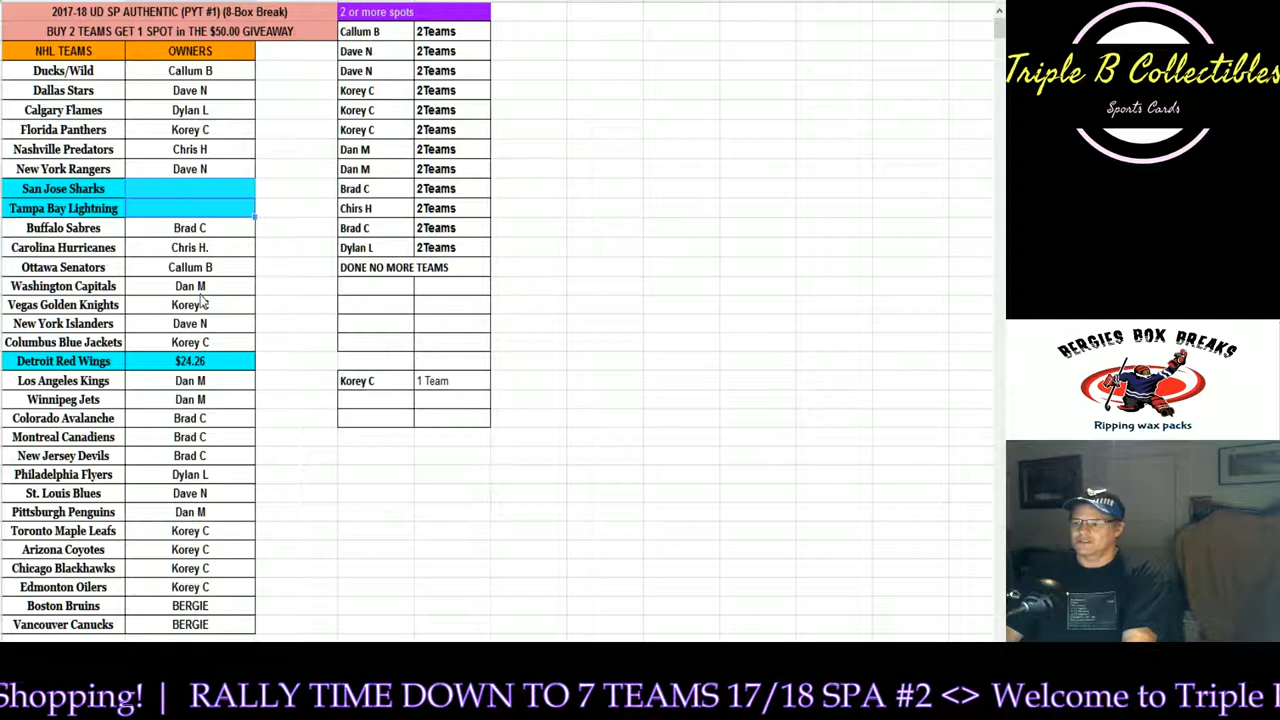 2017-18 UD SP AUTHENTIC (PYT #1) (8-Box Break)
BUY 2 TEAMS GET 1 SPOT in THE $50.00 GIVEAWAY
NHL TEAMS OWNERS
Ducks/Wild Callum B
Dallas Stars Dave N
Calgary Flames Dylan L
Florida Panthers Korey C
Nashville Predators Chris H
New York Rangers Dave N
San Jose Sharks
Tampa Bay Lightning
Buffalo Sabres Brad C
Carolina Hurricanes Chris H.
Ottawa Senators Callum B
Washington Capitals Dan M
Vegas Golden Knights Korey C
New York Islanders Dave N
Columbus Blue Jackets Korey C
Detroit Red Wings $24.26
Los Angeles Kings Dan M
Winnipeg Jets Dan M
Colorado Avalanche Brad C
Montreal Canadiens Brad C
New Jersey Devils Brad C
Philadelphia Flyers Dylan L
St. Louis Blues Dave N
Pittsburgh Penguins Dan M
Toronto Maple Leafs Korey C
Arizona Coyotes Korey C
Chicago Blackhawks Korey C
Edmonton Oilers Korey C
Boston Bruins BERGIE
Vancouver Canucks BERGIE
2 or more spots
Callum B 2Teams
Dave N 2Teams
Dave N 2Teams
Korey C 2Teams
Korey C 2Teams
Korey C 2Teams
Dan M 2Teams
Dan M 2Teams
Brad C 2Teams
Chirs H 2Teams
Brad C 2Teams
Dylan L 2Teams
DONE NO MORE TEAMS
Korey C 1 Team
Triple B Collectibles
Sports Cards
BERGIES BOX BREAKS
Ripping wax packs
Shopping! | RALLY TIME DOWN TO 7 TEAMS 17/18 SPA #2 <> Welcome to Triple